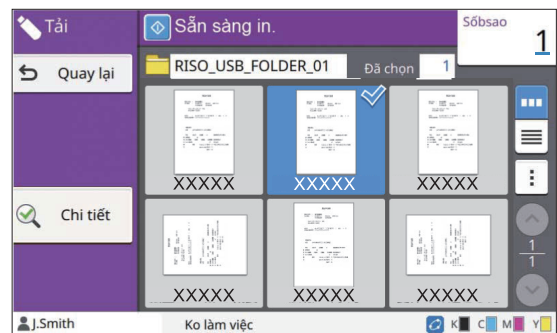 Tải
Sẵn sàng in.
Sốbsao
1
Quay lại
RISO_USB_FOLDER_01
Đã chọn
1
XXXXX
XXXXX
XXXXX
Chi tiết
1
1
XXXXX
XXXXX
XXXXX
J.Smith
Ko làm việc
K
C
M
Y